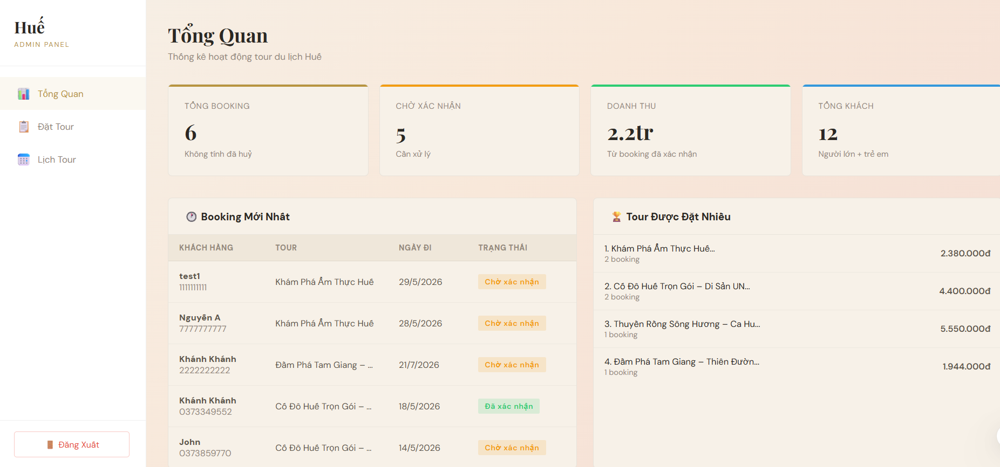 Huế
ADMIN PANEL
Tổng Quan
Đặt Tour
Lịch Tour
Đăng Xuất
Tổng Quan
Thống kê hoạt động tour du lịch Huế
TỔNG BOOKING
6
Không tính đã huỷ
CHỜ XÁC NHẬN
5
Cần xử lý
DOANH THU
2.2tr
Từ booking đã xác nhận
TỔNG KHÁCH
12
Người lớn + trẻ em
Booking Mới Nhất
KHÁCH HÀNG TOUR NGÀY ĐI TRẠNG THÁI
test1
1111111111
Khám Phá Ẩm Thực Huế
29/5/2026
Chờ xác nhận
Nguyễn A
7777777777
Khám Phá Ẩm Thực Huế
28/5/2026
Chờ xác nhận
Khánh Khánh
2222222222
Đầm Phá Tam Giang – ...
21/7/2026
Chờ xác nhận
Khánh Khánh
0373349552
Cố Đô Huế Trọn Gói – ...
18/5/2026
Đã xác nhận
John
0373859770
Cố Đô Huế Trọn Gói – ...
14/5/2026
Chờ xác nhận
Tour Được Đặt Nhiều
1. Khám Phá Ẩm Thực Huế...
2 booking
2.380.000đ
2. Cố Đô Huế Trọn Gói – Di Sản UN...
2 booking
4.400.000đ
3. Thuyền Rồng Sông Hương – Ca Hu...
1 booking
5.550.000đ
4. Đầm Phá Tam Giang – Thiên Đườn...
1 booking
1.944.000đ